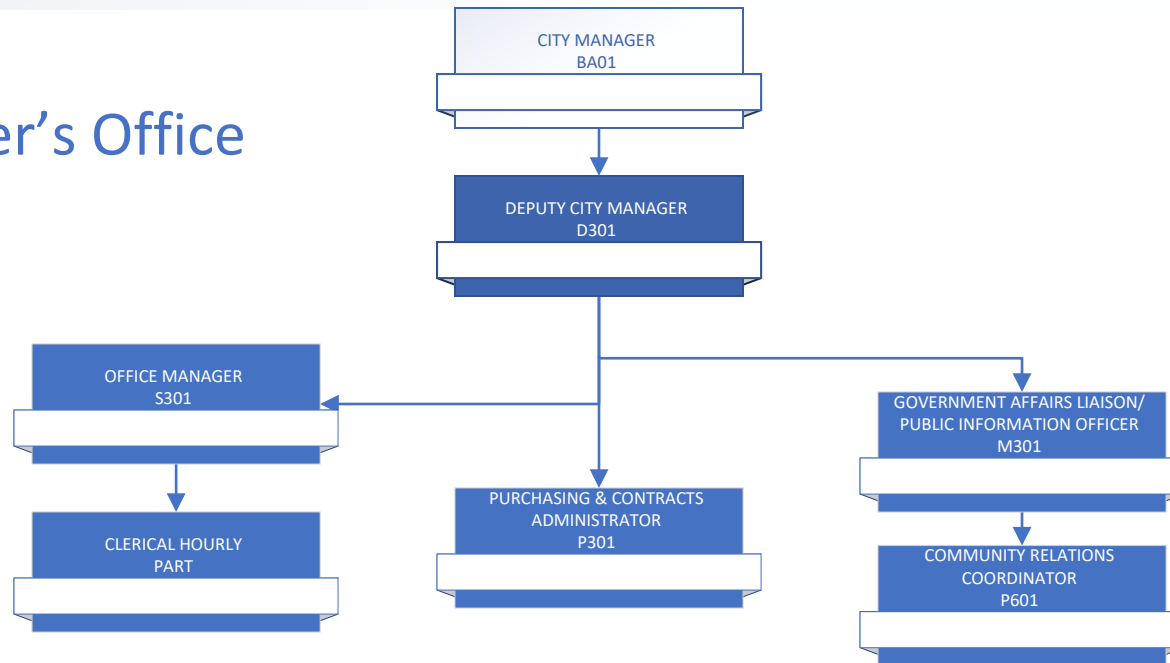 CITY MANAGER
BA01
er’s Office
DEPUTY CITY MANAGER
D301
OFFICE MANAGER
S301
GOVERNMENT AFFAIRS LIAISON/
PUBLIC INFORMATION OFFICER
M301
PURCHASING & CONTRACTS
ADMINISTRATOR
P301
CLERICAL HOURLY
PART
COMMUNITY RELATIONS
COORDINATOR
P601